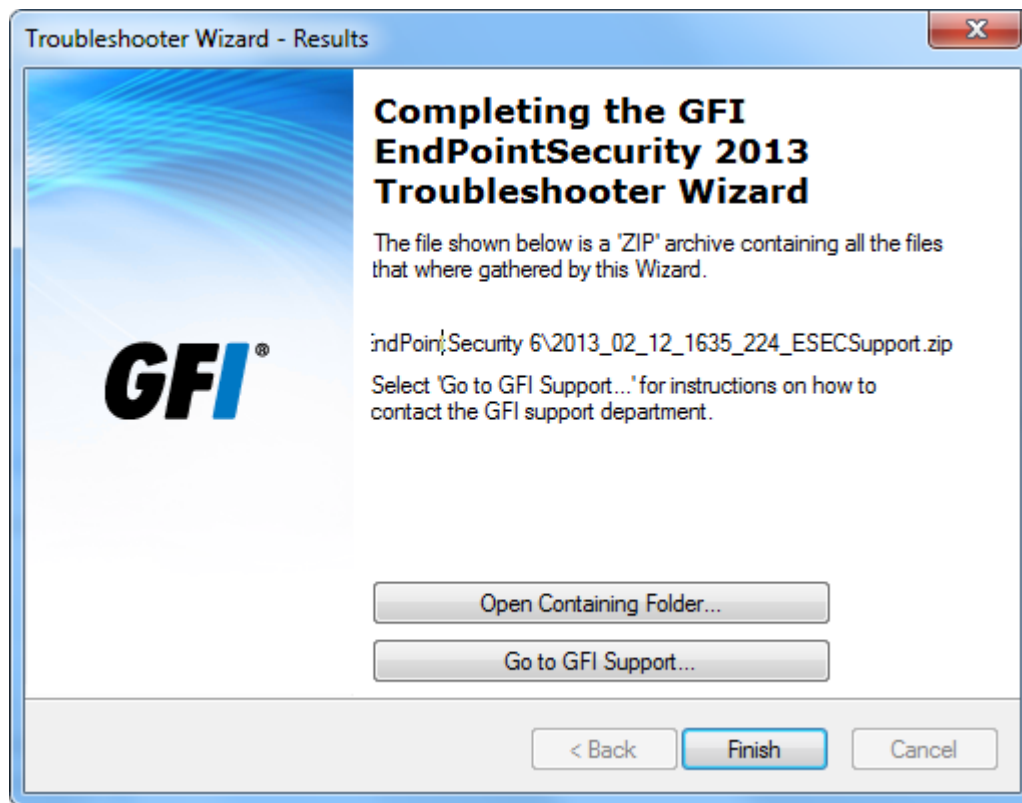 Troubleshooter Wizard - Results
Completing the GFI
EndPointSecurity 2013
Troubleshooter Wizard
The file shown below is a 'ZIP' archive containing all the files
that where gathered by this Wizard.
EndPointSecurity 6\2013_02_12_1635_224_ESECSupport.zip
Select 'Go to GFI Support...' for instructions on how to
contact the GFI support department.
GFI®
Open Containing Folder...
Go to GFI Support...
< Back
Finish
Cancel